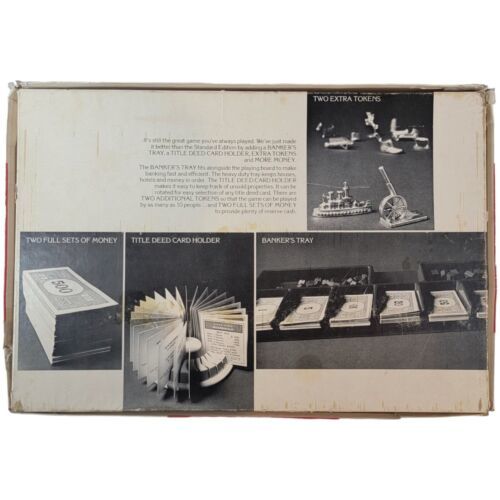 TWO EXTRA TOKENS
It's still the great game you've always played. We've just made
it better than the Standard Edition by adding a BANKER'S
TRAY, a TITLE DEED CARD HOLDER, EXTRA TOKENS
and MORE MONEY.
The BANKER'S TRAY fits alongside the playing board to make
banking fast and efficient. The heavy duty tray keeps houses,
hotels and money in order. The TITLE DEED CARD HOLDER
makes it easy to keep track of unsold properties. It can be
rotated for easy selection of any title deed card. There are
TWO ADDITIONAL TOKENS so that the game can be played
by as many as 10 people... and TWO FULL SETS OF MONEY
to provide plenty of reserve cash.
TWO FULL SETS OF MONEY
TITLE DEED CARD HOLDER
BANKER'S TRAY
500